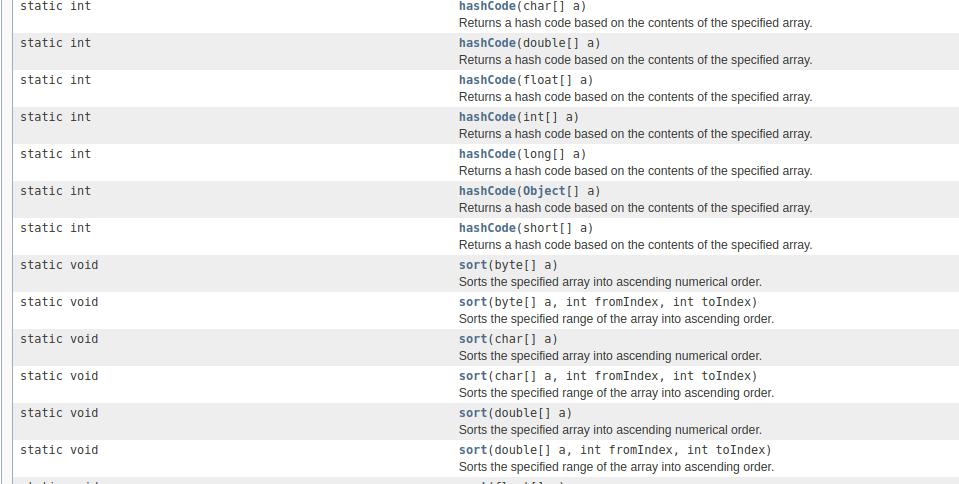 static int hashCode(char[] a)
Returns a hash code based on the contents of the specified array.
static int hashCode(double[] a)
Returns a hash code based on the contents of the specified array.
static int hashCode(float[] a)
Returns a hash code based on the contents of the specified array.
static int hashCode(int[] a)
Returns a hash code based on the contents of the specified array.
static int hashCode(long[] a)
Returns a hash code based on the contents of the specified array.
static int hashCode(Object[] a)
Returns a hash code based on the contents of the specified array.
static int hashCode(short[] a)
Returns a hash code based on the contents of the specified array.
static void sort(byte[] a)
Sorts the specified array into ascending numerical order.
static void sort(byte[] a, int fromIndex, int toIndex)
Sorts the specified range of the array into ascending order.
static void sort(char[] a)
Sorts the specified array into ascending numerical order.
static void sort(char[] a, int fromIndex, int toIndex)
Sorts the specified range of the array into ascending order.
static void sort(double[] a)
Sorts the specified array into ascending numerical order.
static void sort(double[] a, int fromIndex, int toIndex)
Sorts the specified range of the array into ascending order.